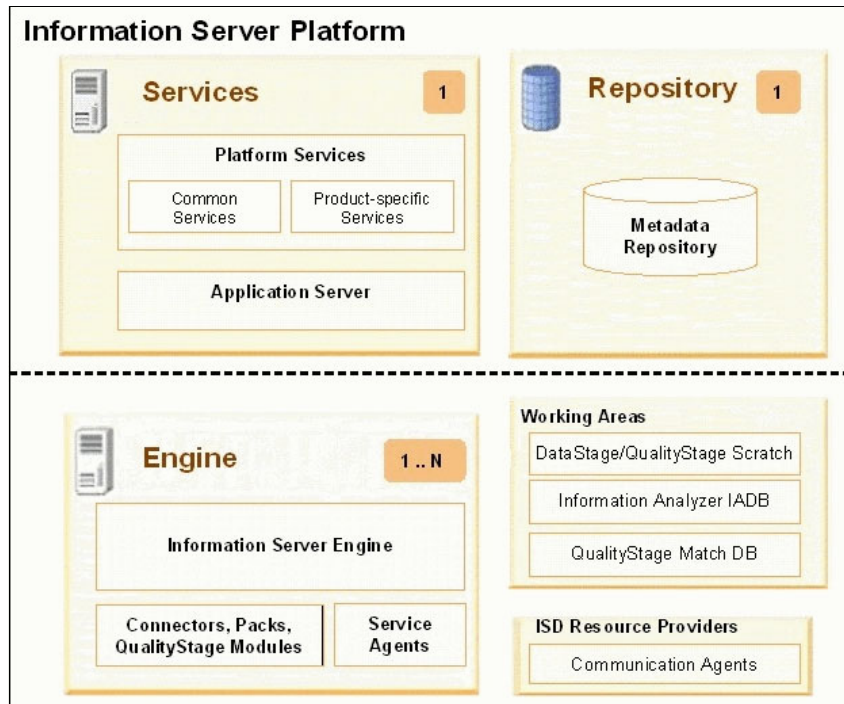 Information Server Platform
Services
1
Platform Services
Common
Services
Product-specific
Services
Application Server
Repository
1
Metadata
Repository
Engine
1 .. N
Information Server Engine
Connectors, Packs,
QualityStage Modules
Service
Agents
Working Areas
DataStage/QualityStage Scratch
Information Analyzer IADB
QualityStage Match DB
ISD Resource Providers
Communication Agents